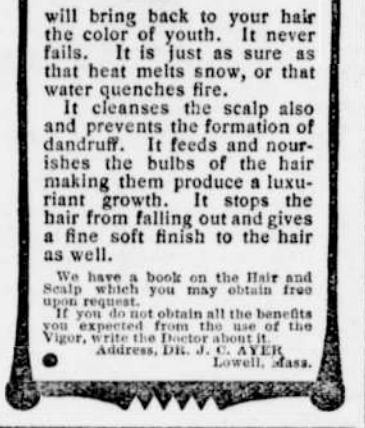 will bring back to your hair
the color of youth. It never
fails. It is just as sure as
that heat melts snow, or that
water quenches fire.
It cleanses the scalp also
and prevents the formation of
dandruff. It feeds and nour-
ishes the bulbs of the hair
making them produce a luxu-
riant growth. It stops the
hair from falling out and gives
a fine soft finish to the hair
as well.
We have a book on the Hair and
Scalp which you may obtain free
upon request.
If you do not obtain all the benefits
you expected from the use of the
Vigor, write the Doctor about it.
Address, DR. J. C. AYER
Lowell, Mass.